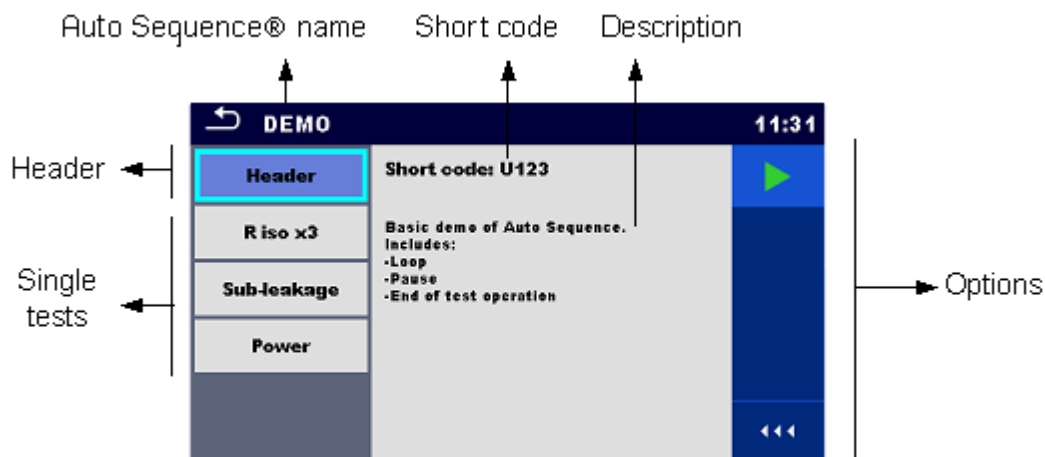 Auto Sequence® name Short code Description
DEMO 11:31
Header
Header
Short code: U123
R iso x3
Basic demo of Auto Sequence.
Includes:
-Loop
-Pause
-End of test operation
Single
tests
Sub-leakage
Options
Power